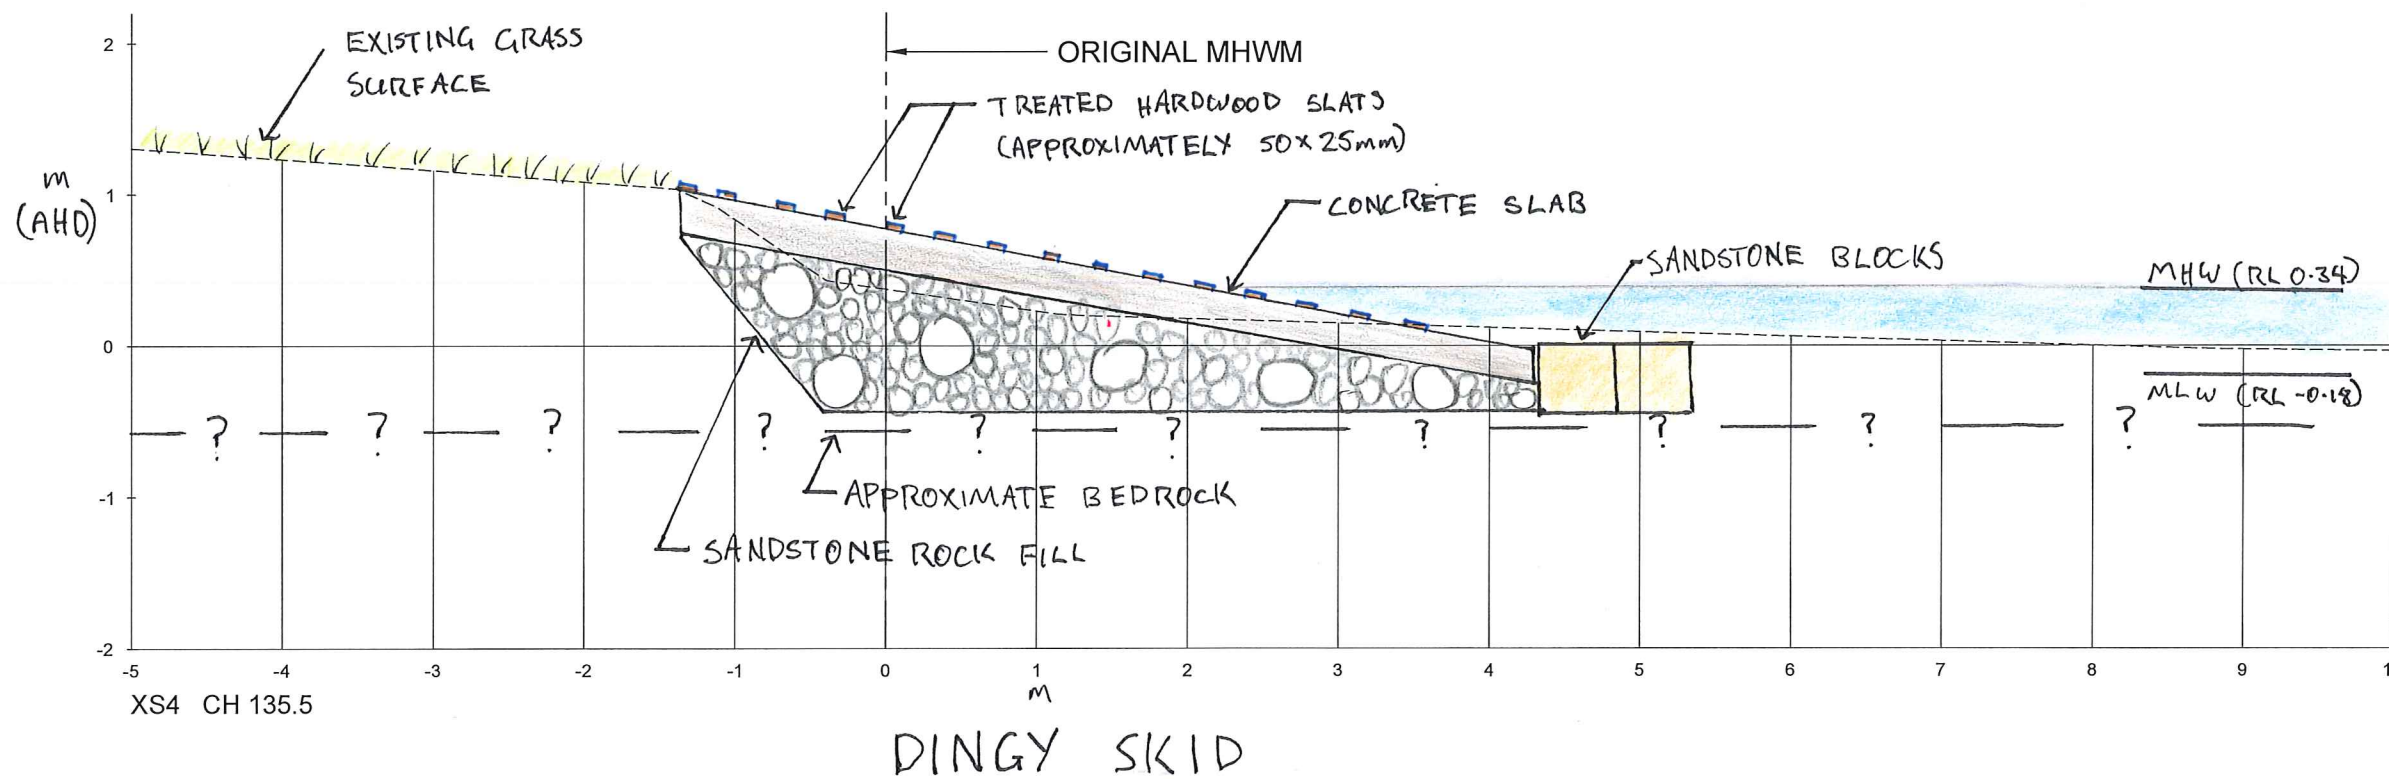 2
EXISTING GRASS
SURFACE
ORIGINAL MHWM
TREATED HARDWOOD SLATS
(APPROXIMATELY 50x25mm)
m
(AHD)
1
CONCRETE SLAB
SANDSTONE BLOCKS
MHW (RL 0.34)
0
MLW (RL -0.18)
? ? ? ? ? ? ? ? ? ?
-1
APPROXIMATE BEDROCK
SANDSTONE ROCK FILL
-2
-5 -4 -3 -2 -1 0 1 2 3 4 5 6 7 8 9 1
m
XS4 CH 135.5
DINGY SKID